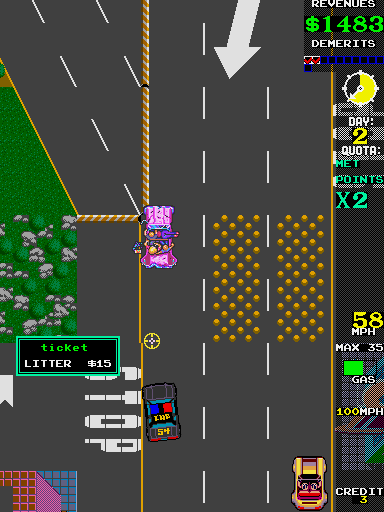 REVENUES
$1483
DEMERITS
DAY:
2
QUOTA:
MET
POINTS
X2
58
MPH
MAX 35
GAS
100MPH
CREDIT
3
ticket
LITTER $15
54